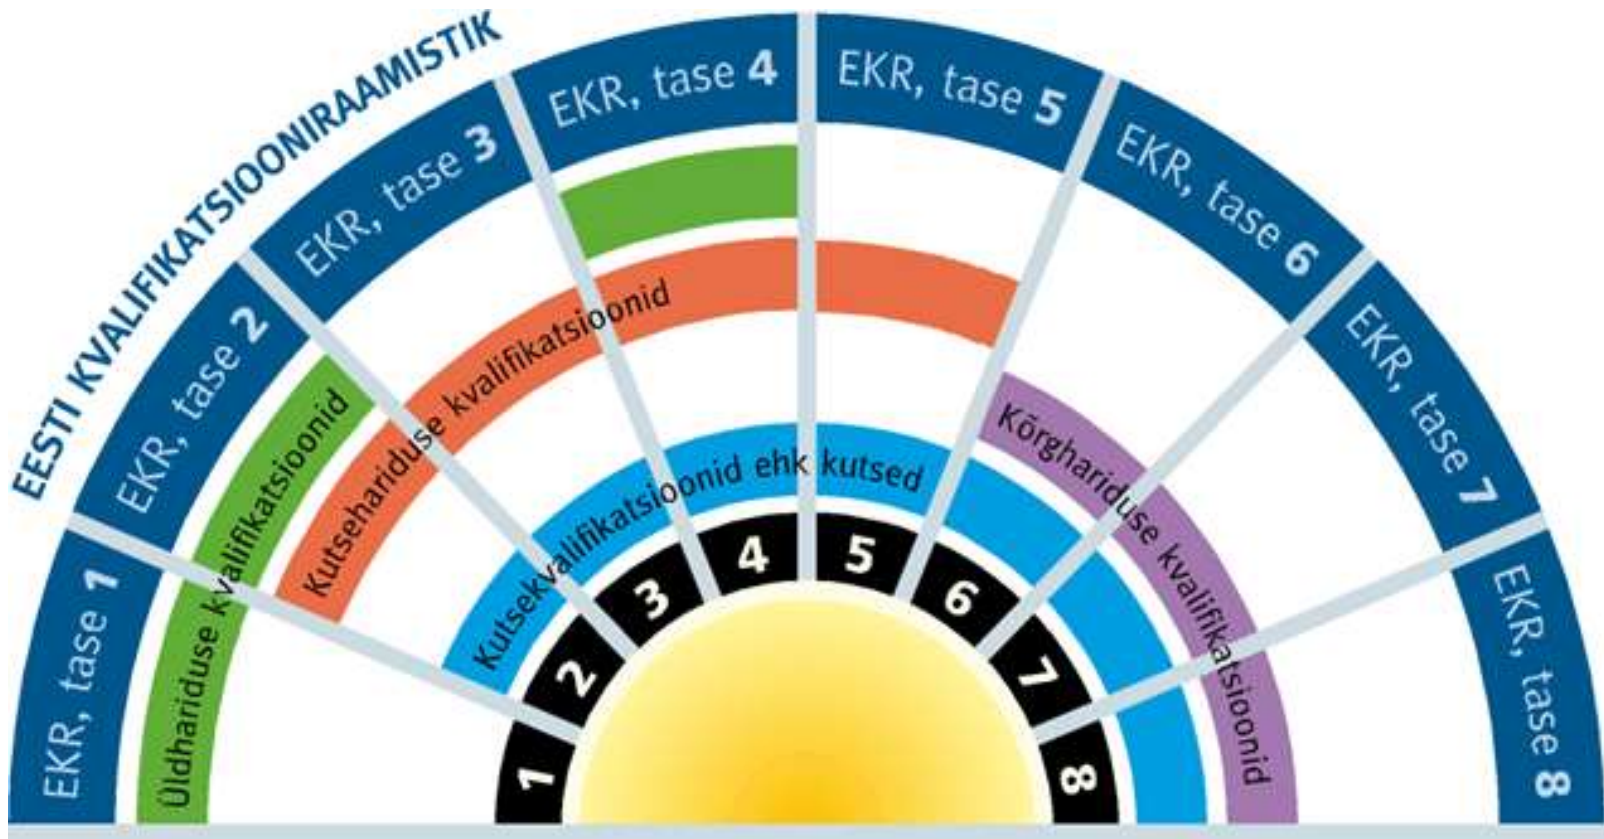 EESTI KVALIFIKATSIOONIRAAMISTIK
EKR, tase 1
EKR, tase 2
EKR, tase 3
EKR, tase 4
EKR, tase 5
EKR, tase 6
EKR, tase 7
EKR, tase 8
Üldhariduse kvalifikatsioonid
Kutsehariduse kvalifikatsioonid
Kutsekvalifikatsioonid ehk kutsed
Kõrghariduse kvalifikatsioonid
1
2
3
4
5
6
7
8